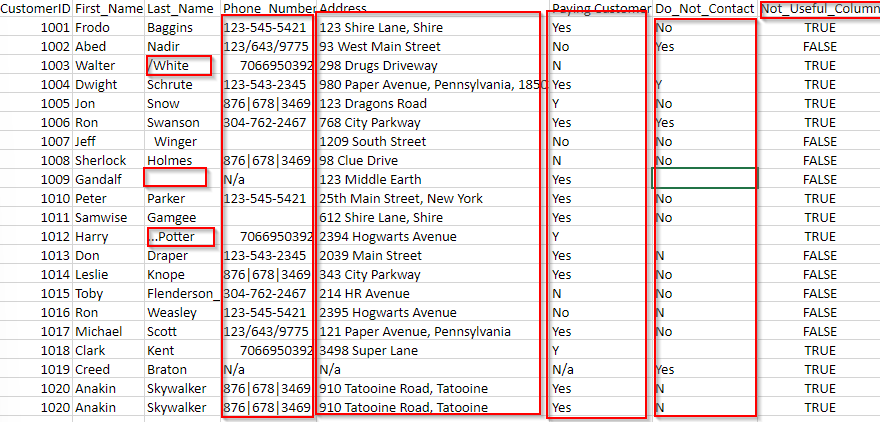 CustomerID First_Name Last_Name Phone_Number Address Paying Customer Do_Not_Contact Not_Useful_Column
1001 Frodo Baggins 123-545-5421 123 Shire Lane, Shire Yes No TRUE
1002 Abed Nadir 123/643/9775 93 West Main Street No Yes FALSE
1003 Walter /White 7066950392 298 Drugs Driveway N TRUE
1004 Dwight Schrute 123-543-2345 980 Paper Avenue, Pennsylvania, 1850 Yes Y TRUE
1005 Jon Snow 876|678|3469 123 Dragons Road Y No TRUE
1006 Ron Swanson 304-762-2467 768 City Parkway Yes Yes TRUE
1007 Jeff Winger 1209 South Street No No FALSE
1008 Sherlock Holmes 876|678|3469 98 Clue Drive N No FALSE
1009 Gandalf N/a 123 Middle Earth Yes FALSE
1010 Peter Parker 123-545-5421 25th Main Street, New York Yes No TRUE
1011 Samwise Gamgee 612 Shire Lane, Shire Yes No TRUE
1012 Harry ...Potter 7066950392 2394 Hogwarts Avenue Y TRUE
1013 Don Draper 123-543-2345 2039 Main Street Yes N FALSE
1014 Leslie Knope 876|678|3469 343 City Parkway Yes No FALSE
1015 Toby Flenderson_ 304-762-2467 214 HR Avenue N No FALSE
1016 Ron Weasley 123-545-5421 2395 Hogwarts Avenue No N FALSE
1017 Michael Scott 123/643/9775 121 Paper Avenue, Pennsylvania Yes No FALSE
1018 Clark Kent 7066950392 3498 Super Lane Y TRUE
1019 Creed Braton N/a N/a N/a Yes TRUE
1020 Anakin Skywalker 876|678|3469 910 Tatooine Road, Tatooine Yes N TRUE
1020 Anakin Skywalker 876|678|3469 910 Tatooine Road, Tatooine Yes N TRUE